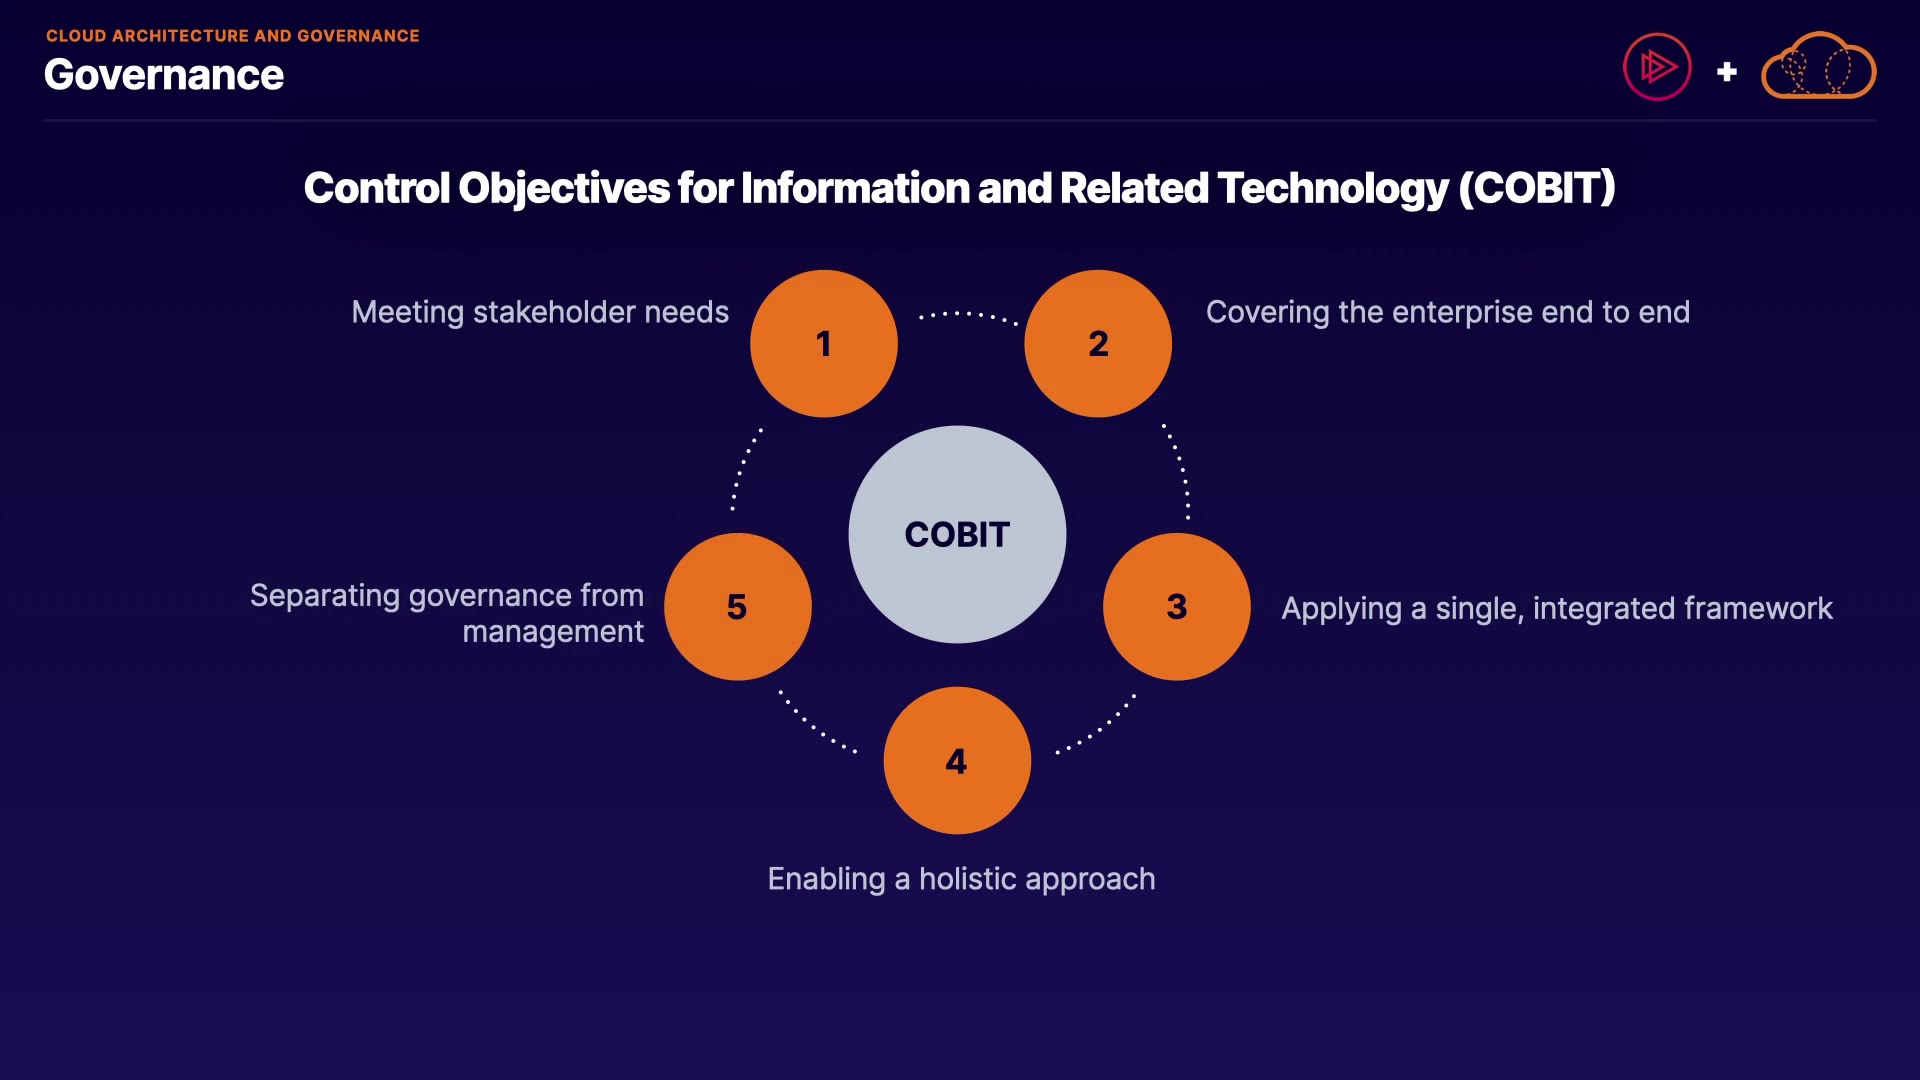 CLOUD ARCHITECTURE AND GOVERNANCE
Governance
Control Objectives for Information and Related Technology (COBIT)
Meeting stakeholder needs
1
2
Covering the enterprise end to end
COBIT
Separating governance from
management
5
3
Applying a single, integrated framework
4
Enabling a holistic approach